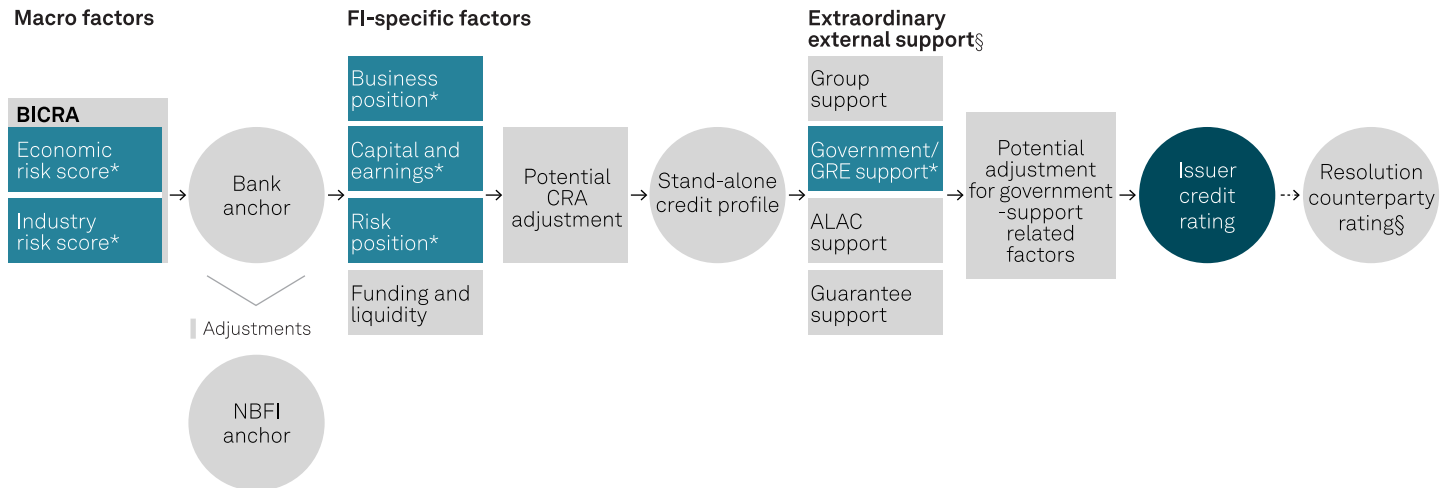 Macro factors
BICRA
Economic
risk score*
Industry
risk score*
Bank
anchor
Adjustments
NBFI
anchor
FI-specific factors
Business
position*
Capital and
earnings*
Risk
position*
Funding and
liquidity
Potential
CRA
adjustment
Stand-alone
credit profile
Extraordinary
external support§
Group
support
Government/
GRE support*
ALAC
support
Guarantee
support
Potential
adjustment
for government
-support
related
factors
Issuer
credit
rating
Resolution
counterparty
rating§